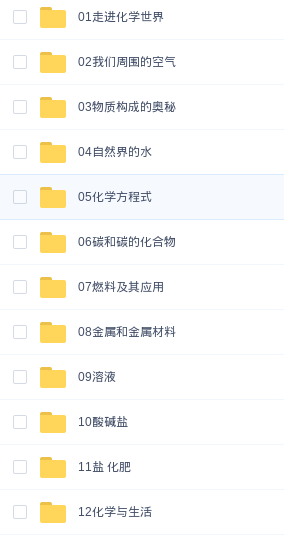 01走进化学世界
02我们周围的空气
03物质构成的奥秘
04自然界的水
05化学方程式
06碳和碳的化合物
07燃料及其应用
08金属和金属材料
09溶液
10酸碱盐
11盐 化肥
12化学与生活